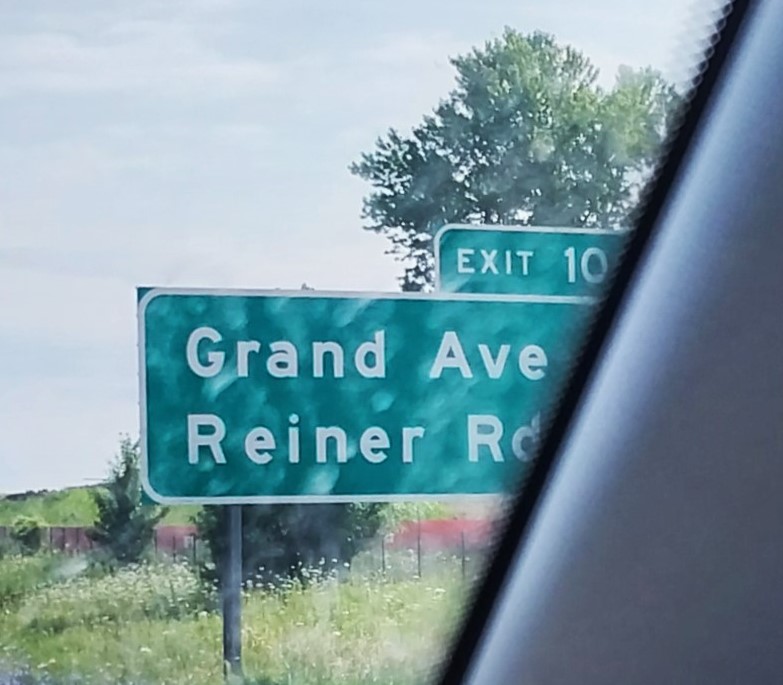 EXIT 10
Grand Ave
Reiner Rd